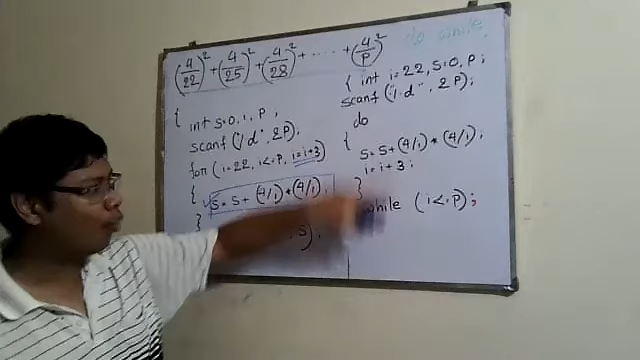 (4/22)² + (4/25)² + (4/28)² + ...... + (4/P)²
do while
{
int s=0, i, P ;
scanf ("%d", &P);
for (i=22, i<=P, i=i+3)
{ s = s + (4/i) * (4/i) ;
}
, s) ;
{ int i=22, s=0, P ;
scanf ("%d", &P);
do
{
s = s + (4/i) * (4/i) ;
i = i + 3 ;
}
while (i<=P) ;